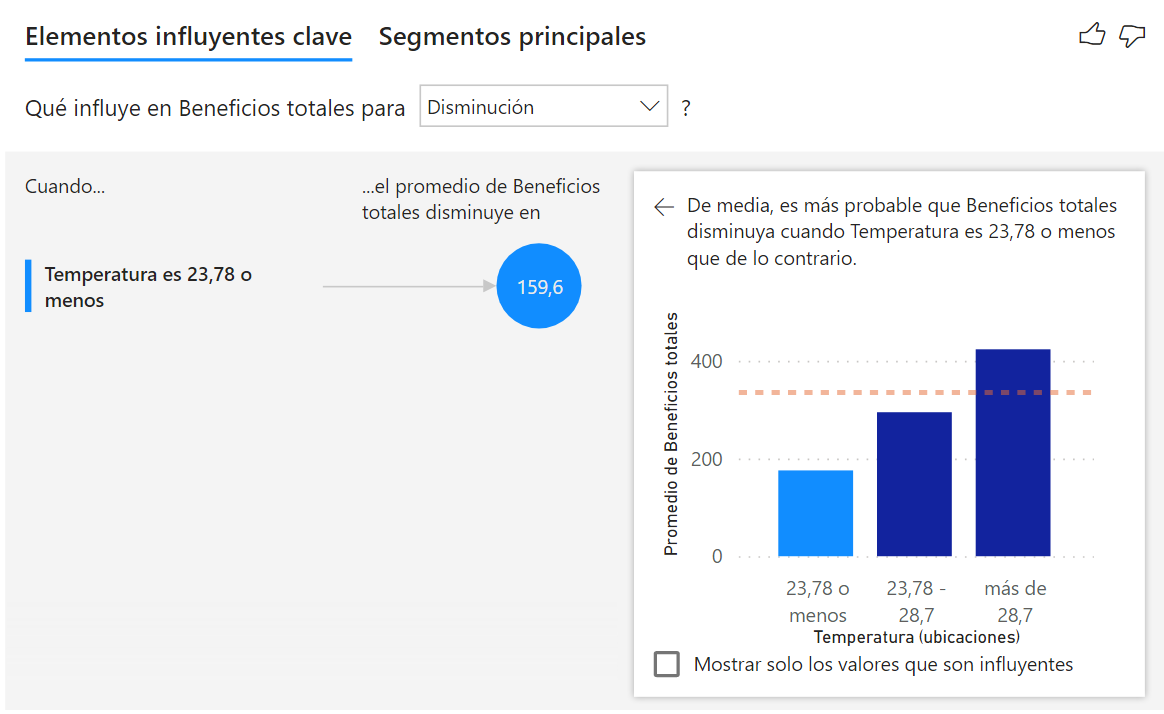 Elementos influyentes clave Segmentos principales
Qué influye en Beneficios totales para Disminución ?
Cuando...
...el promedio de Beneficios
totales disminuye en
Temperatura es 23,78 o
menos
159,6
De media, es más probable que Beneficios totales
disminuya cuando Temperatura es 23,78 o menos
que de lo contrario.
Promedio de Beneficios totales
400
200
0
23,78 o
menos
23,78 -
28,7
más de
28,7
Temperatura (ubicaciones)
Mostrar solo los valores que son influyentes